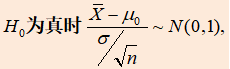 H₀为真时 (X̄ − μ₀)/(σ/√n) ~ N(0,1),